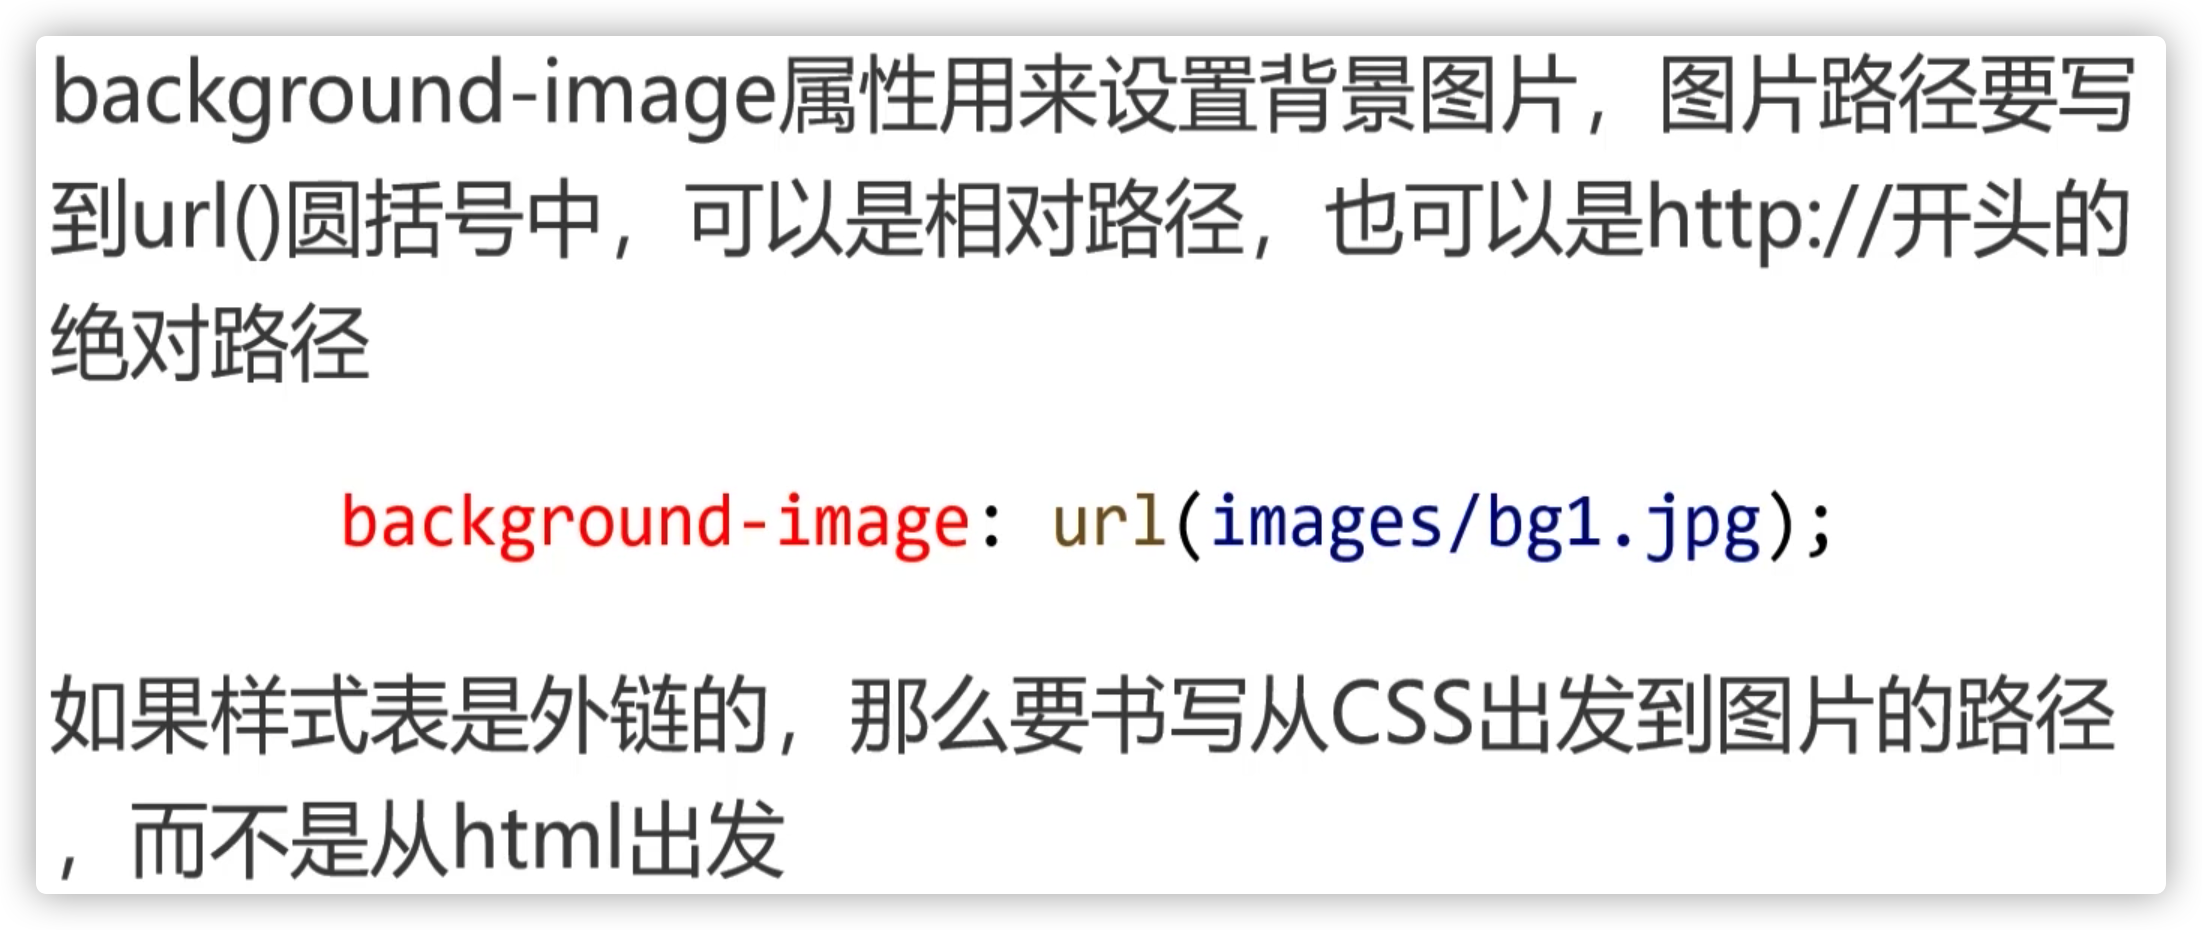 background-image属性用来设置背景图片，图片路径要写
到url()圆括号中，可以是相对路径，也可以是http://开头的
绝对路径
background-image: url(images/bg1.jpg);
如果样式表是外链的，那么要书写从CSS出发到图片的路径
，而不是从html出发